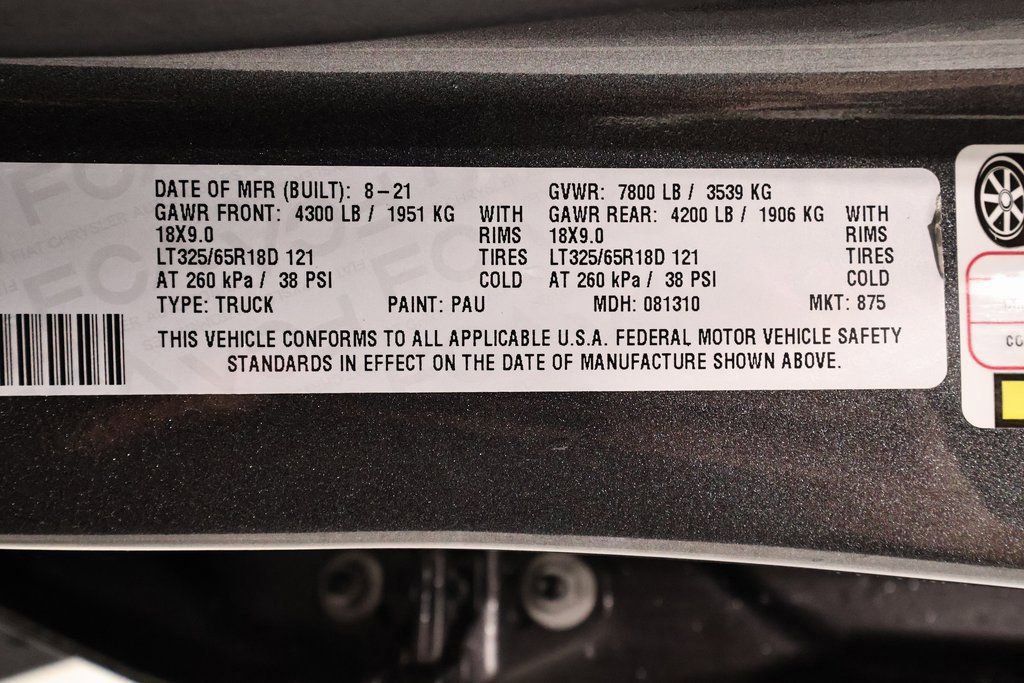 DATE OF MFR (BUILT): 8-21 GVWR: 7800 LB / 3539 KG
GAWR FRONT: 4300 LB / 1951 KG WITH GAWR REAR: 4200 LB / 1906 KG WITH
18X9.0 RIMS 18X9.0 RIMS
LT325/65R18D 121 TIRES LT325/65R18D 121 TIRES
AT 260 kPa / 38 PSI COLD AT 260 kPa / 38 PSI COLD
TYPE: TRUCK PAINT: PAU MDH: 081310 MKT: 875
THIS VEHICLE CONFORMS TO ALL APPLICABLE U.S.A. FEDERAL MOTOR VEHICLE SAFETY
STANDARDS IN EFFECT ON THE DATE OF MANUFACTURE SHOWN ABOVE.